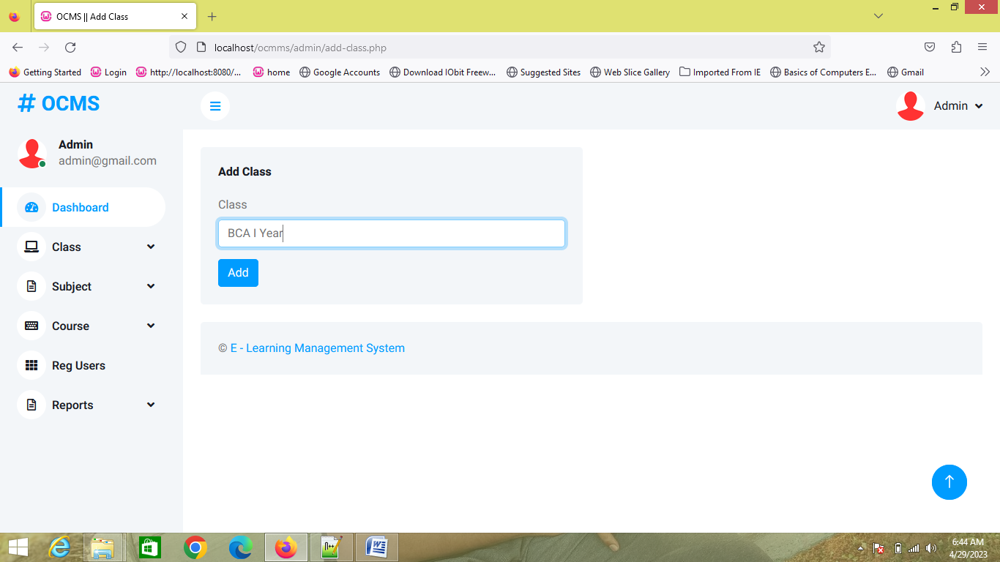 OCMS || Add Class
localhost/ocmms/admin/add-class.php
Getting Started
Login
http://localhost:8080/...
home
Google Accounts
Download IObit Freew...
Suggested Sites
Web Slice Gallery
Imported From IE
Basics of Computers E...
Gmail
# OCMS
Admin
Admin
admin@gmail.com
Dashboard
Class
Subject
Course
Reg Users
Reports
Add Class
Class
BCA I Year
Add
© E - Learning Management System
6:44 AM
4/29/2023